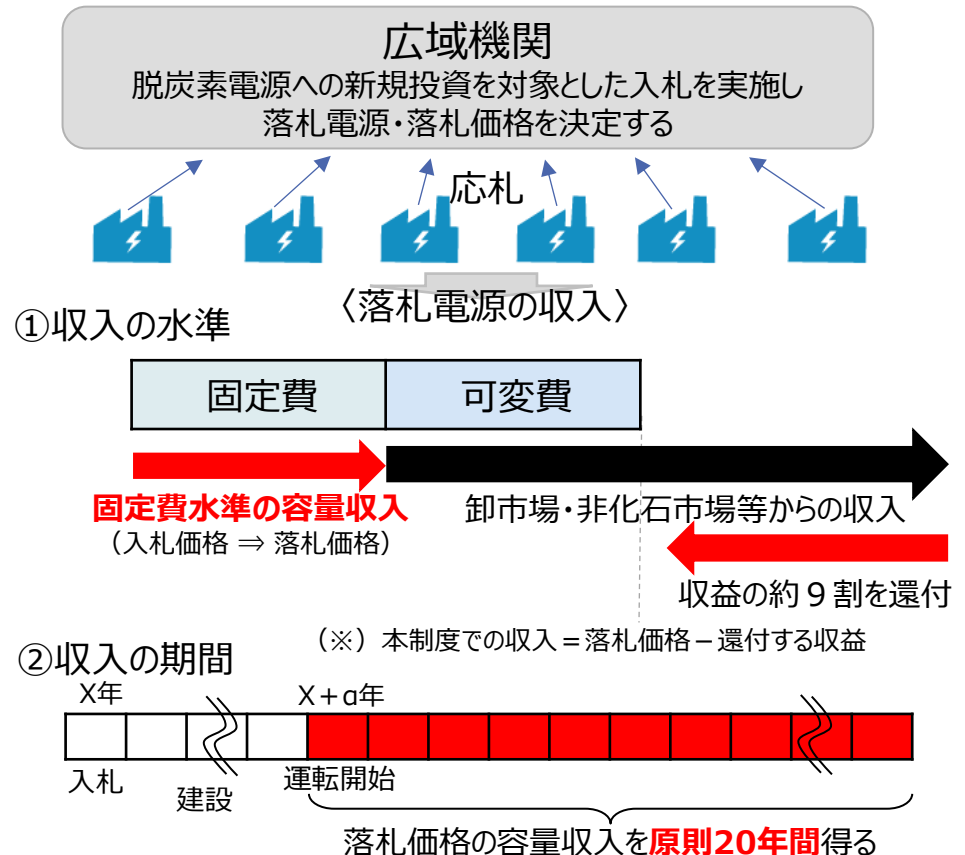 広域機関
脱炭素電源への新規投資を対象とした入札を実施し
落札電源・落札価格を決定する
応札
〈落札電源の収入〉
①収入の水準
固定費
可変費
固定費水準の容量収入
（入札価格 ⇒ 落札価格）
卸市場・非化石市場等からの収入
収益の約９割を還付
（※）本制度での収入＝落札価格－還付する収益
②収入の期間
X年
X＋α年
入札
建設
運転開始
落札価格の容量収入を原則20年間得る